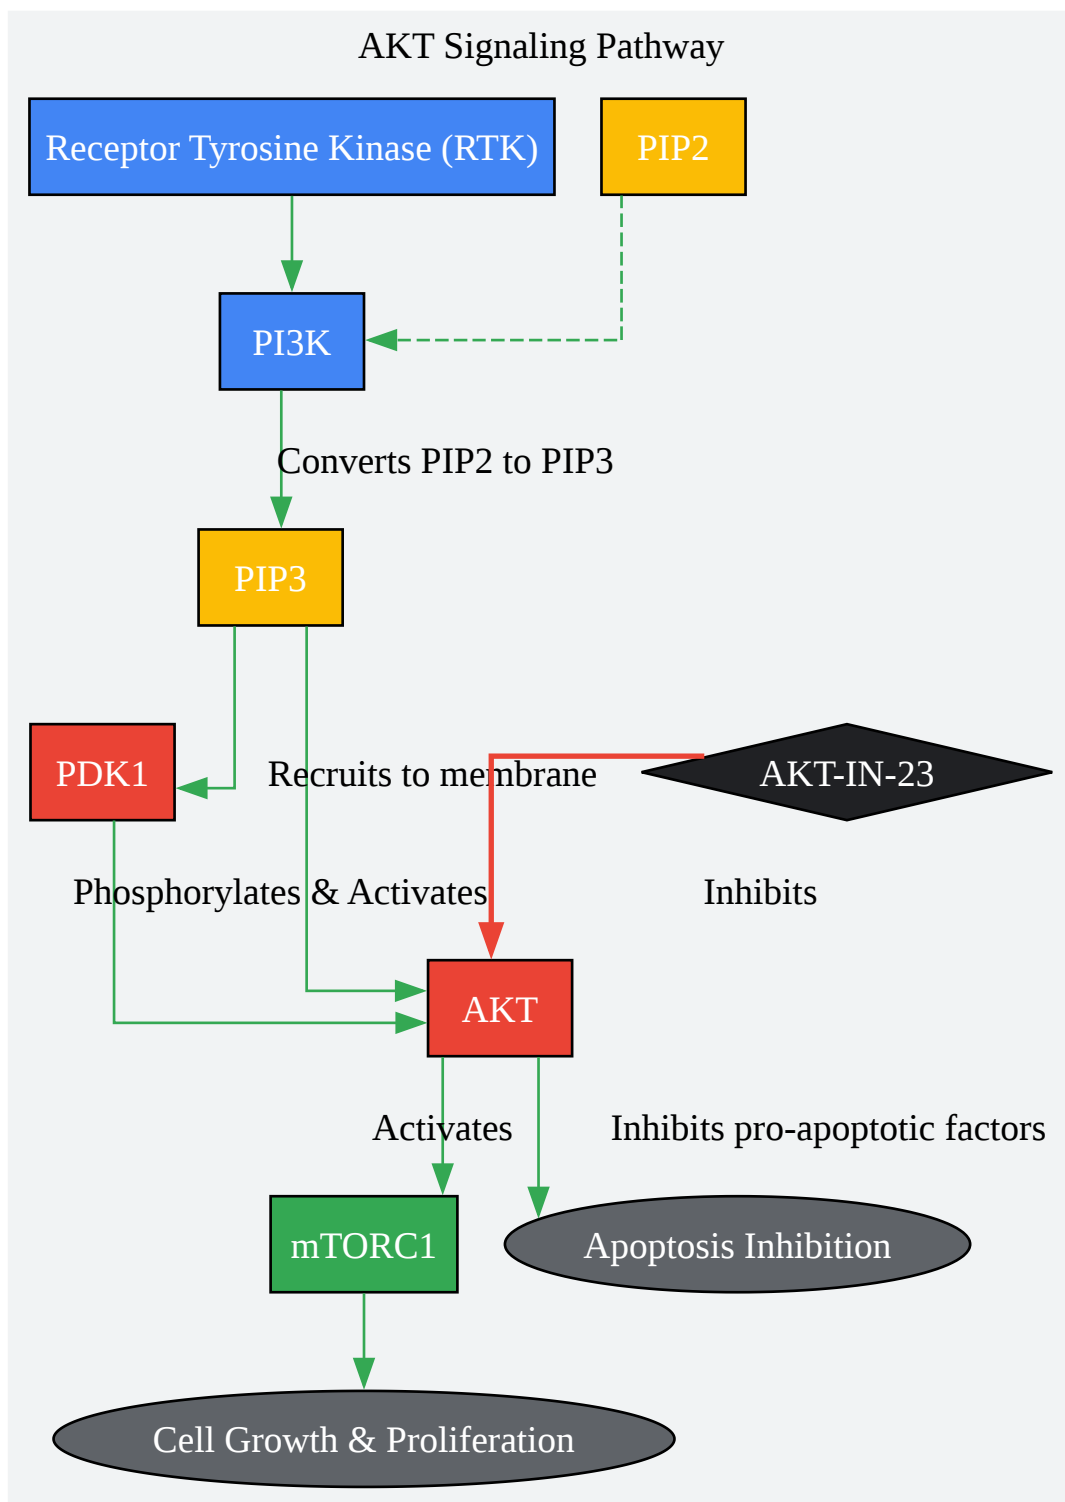 AKT Signaling Pathway
Receptor Tyrosine Kinase (RTK)
PIP2
PI3K
Converts PIP2 to PIP3
PIP3
PDK1
Recruits to membrane
AKT-IN-23
Phosphorylates & Activates
Inhibits
AKT
Activates
Inhibits pro-apoptotic factors
mTORC1
Apoptosis Inhibition
Cell Growth & Proliferation